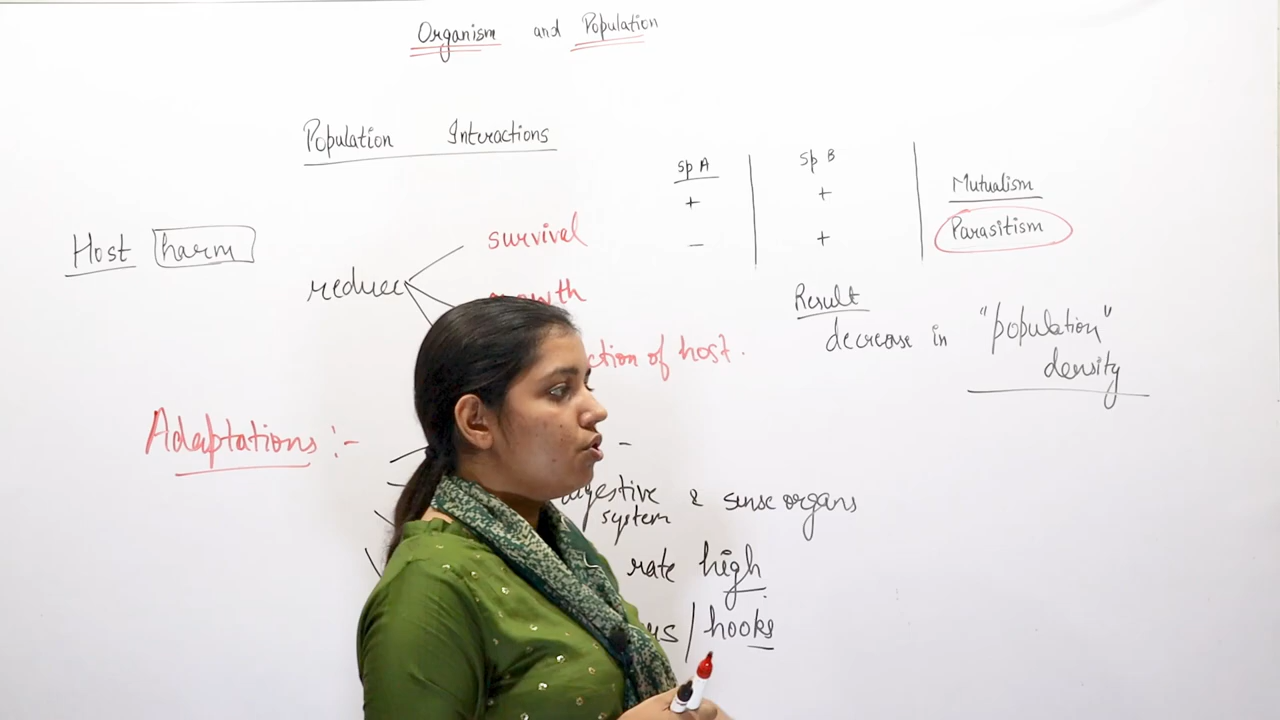 Organism and Population
Population Interactions
sp A sp B
+ + Mutualism
- + Parasitism
Host harm
reduce
survival
growth
ction of host.
Result
decrease in "population"
density
Adaptations :-
digestive & sense organs
system
rate high
/ hooks